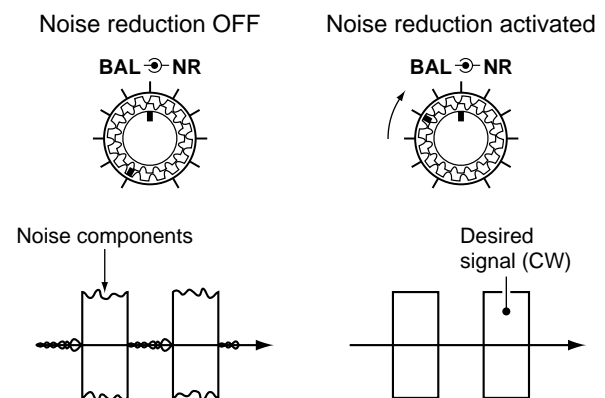 Noise reduction OFF
Noise reduction activated
BAL NR
BAL NR
Noise components
Desired
signal (CW)